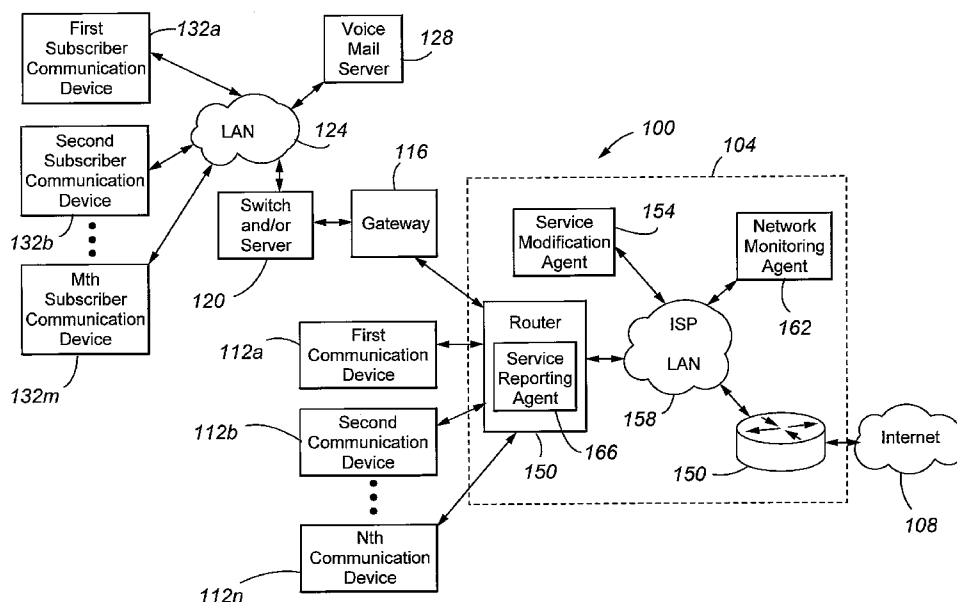 First
Subscriber
Communication
Device
132a
Voice
Mail
Server
128
LAN
124
Second
Subscriber
Communication
Device
132b
Mth
Subscriber
Communication
Device
132m
Switch
and/or
Server
120
Gateway
116
100
104
Service
Modification
Agent
154
Network
Monitoring
Agent
162
Router
Service
Reporting
Agent
166
150
ISP
LAN
158
150
Internet
108
First
Communication
Device
112a
Second
Communication
Device
112b
Nth
Communication
Device
112n